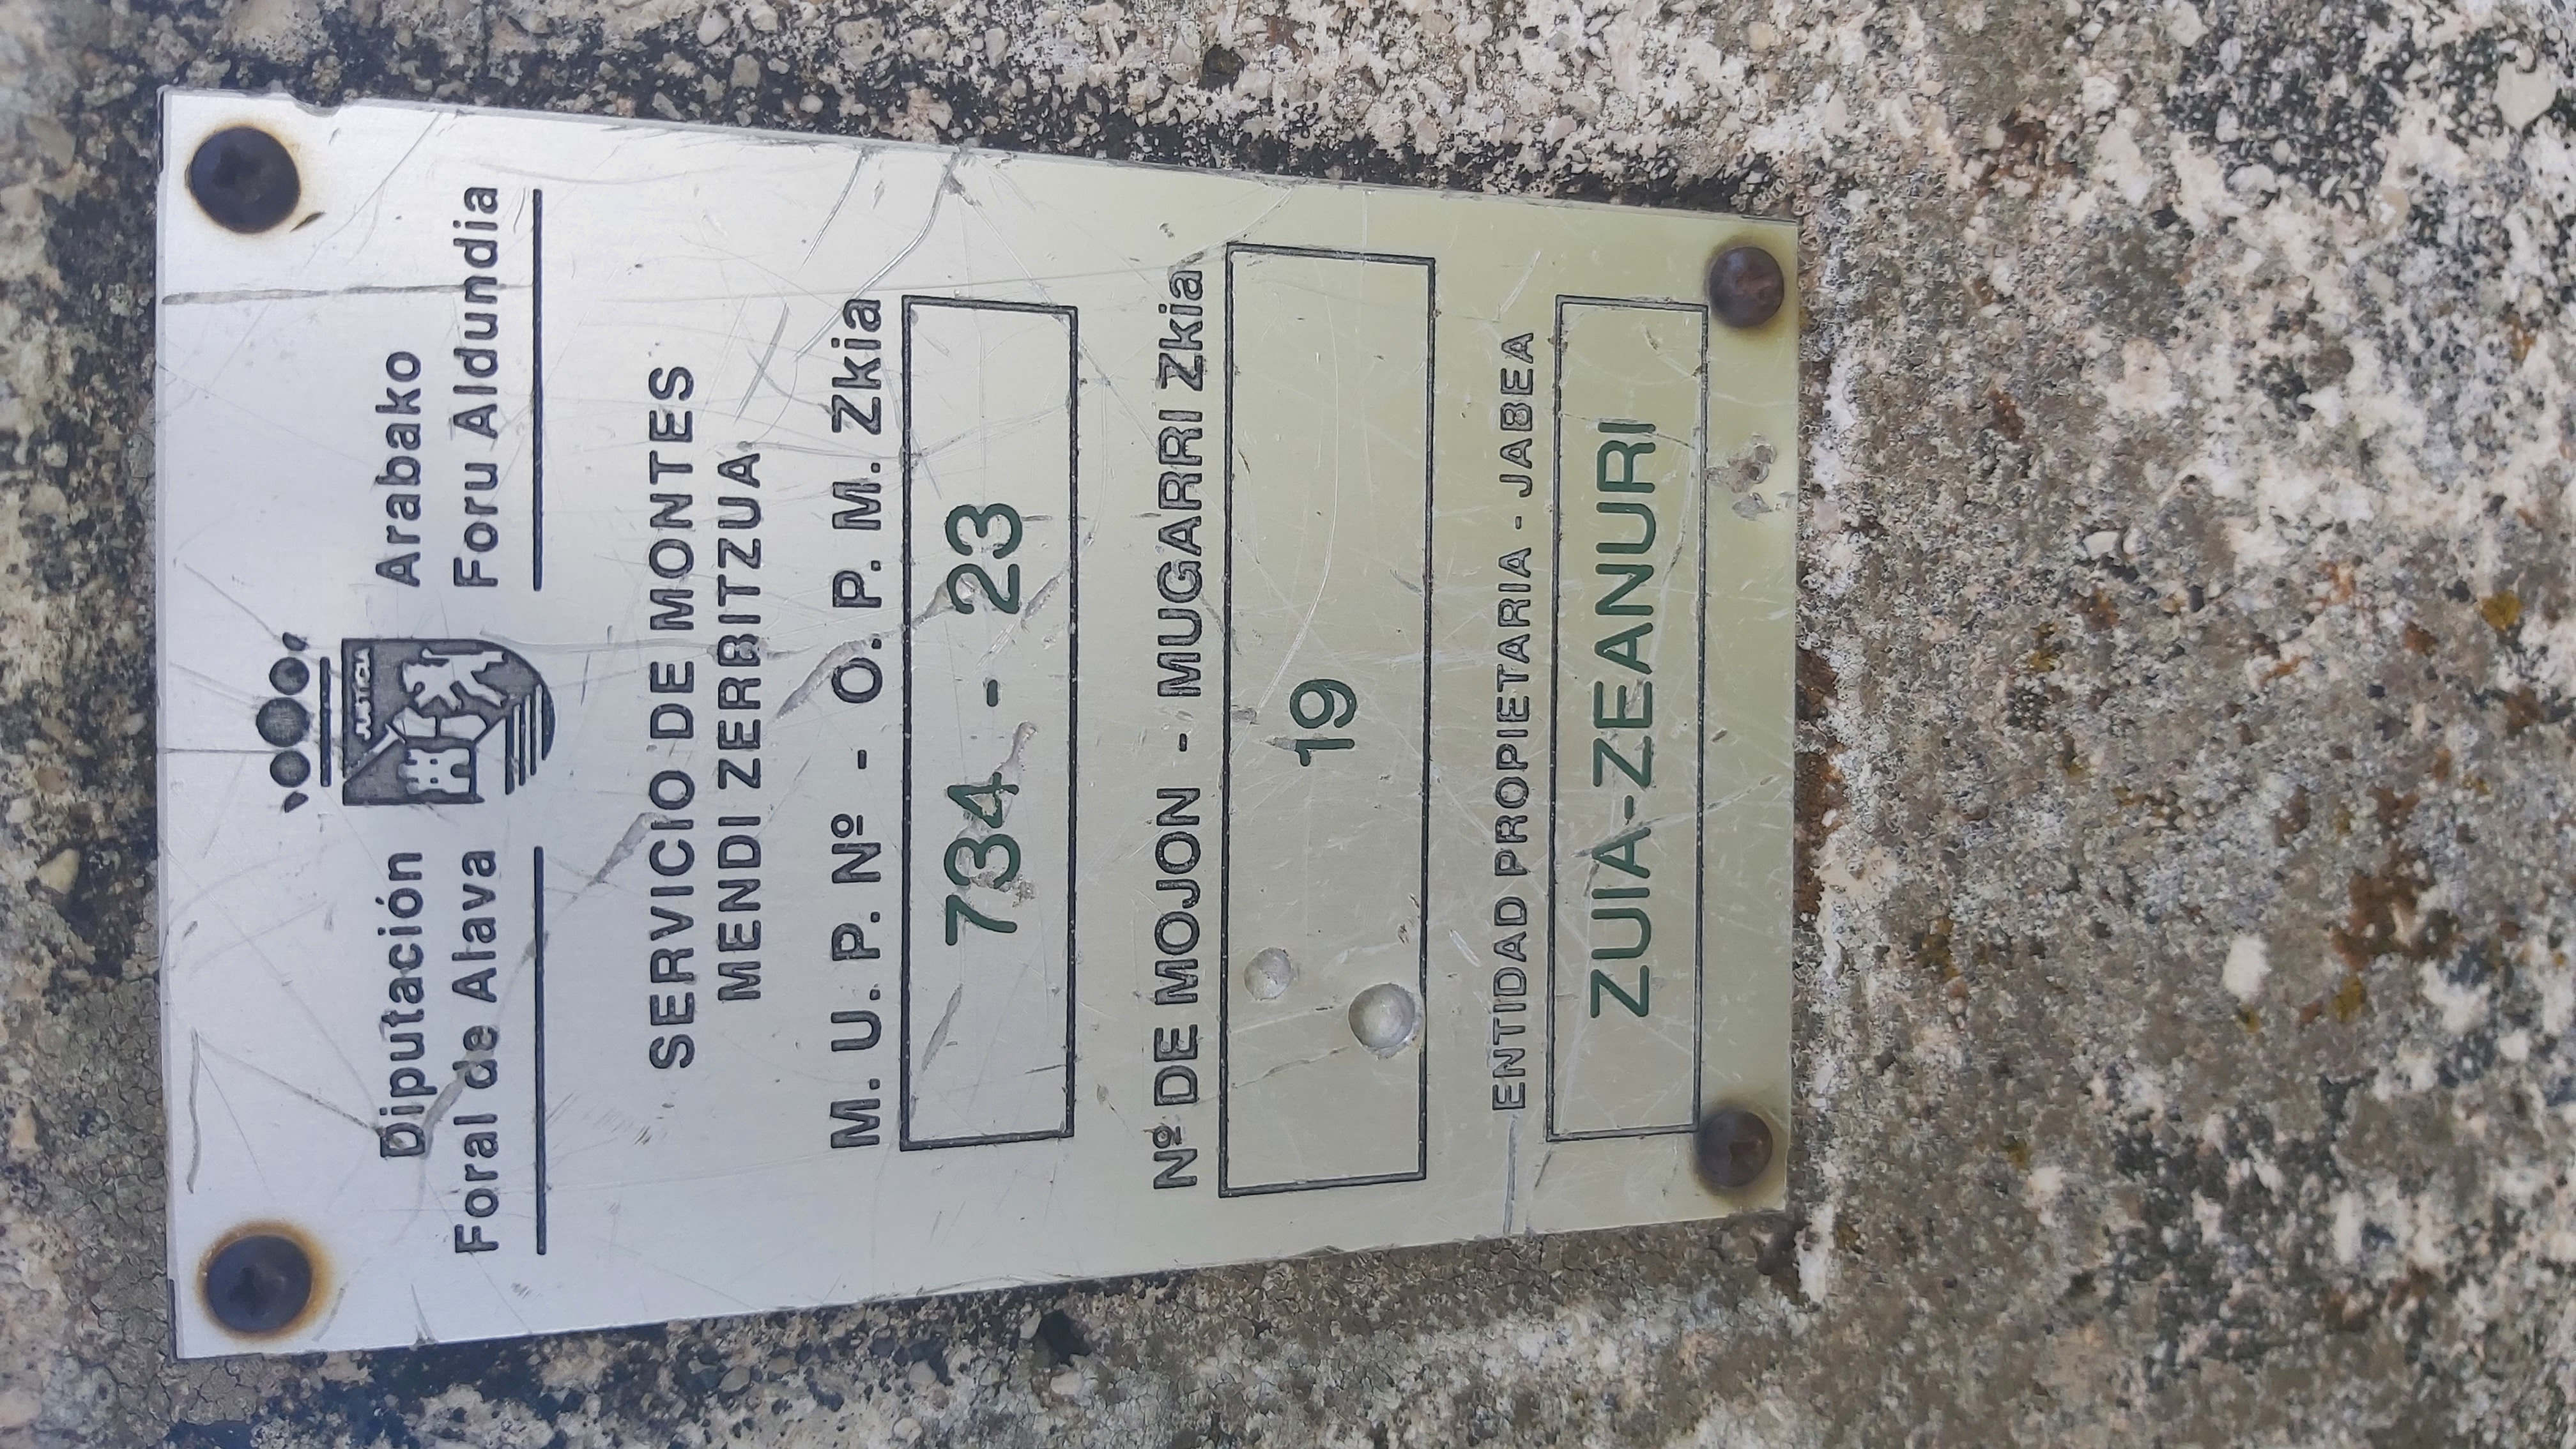 Diputación
Foral de Alava
JUSTICIA
Arabako
Foru Aldundia
SERVICIO DE MONTES
MENDI ZERBITZUA
M. U. P. Nº - O. P. M. Zkia
734 - 23
Nº DE MOJON - MUGARRI Zkia
19
ENTIDAD PROPIETARIA - JABEA
ZUIA-ZEANURI